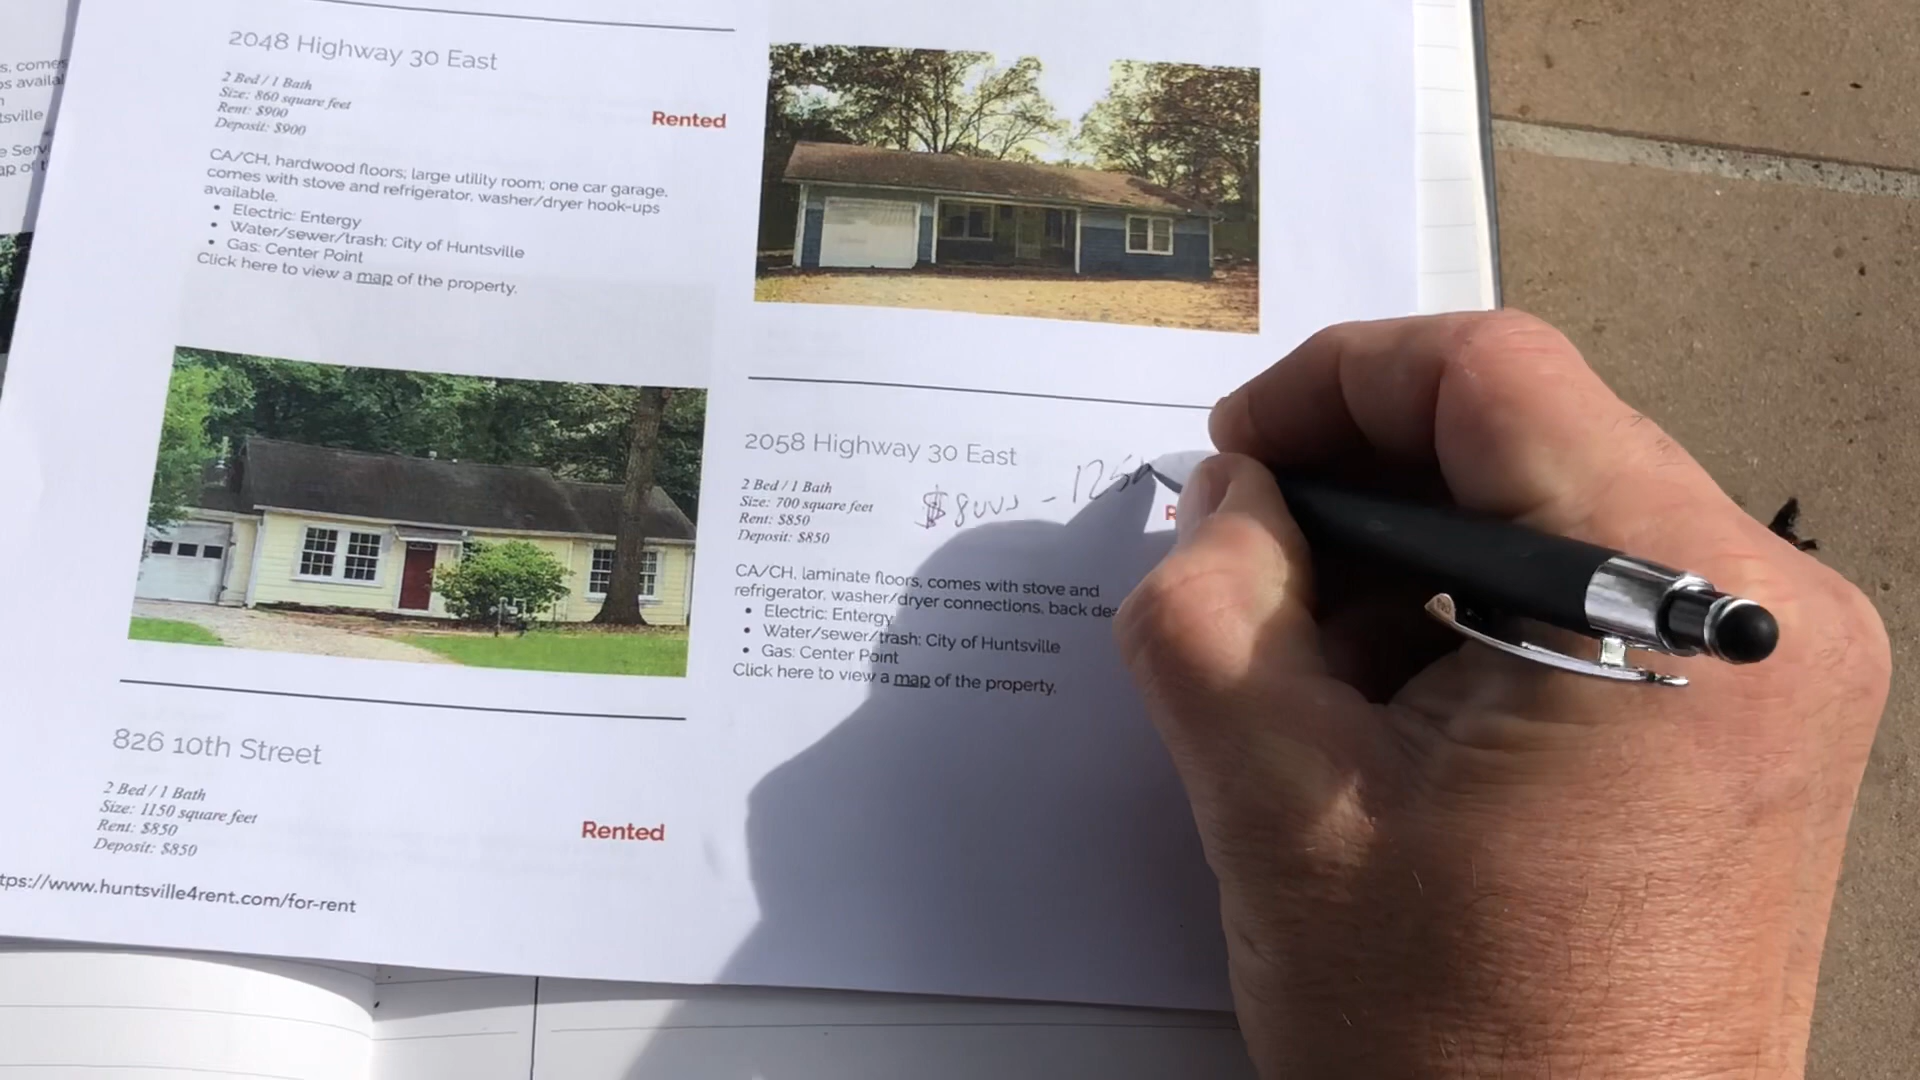 s, comes
s availal
tsville
e Servi
ap of t
2048 Highway 30 East
2 Bed / 1 Bath
Size: 860 square feet
Rent: $900
Deposit: $900
Rented
CA/CH, hardwood floors; large utility room; one car garage,
comes with stove and refrigerator, washer/dryer hook-ups
available.
• Electric: Entergy
• Water/sewer/trash: City of Huntsville
• Gas: Center Point
Click here to view a map of the property.
826 10th Street
2 Bed / 1 Bath
Size: 1150 square feet
Rent: $850
Deposit: $850
Rented
tps://www.huntsville4rent.com/for-rent
2058 Highway 30 East
2 Bed / 1 Bath
Size: 700 square feet
Rent: $850
Deposit: $850
R
CA/CH, laminate floors, comes with stove and
refrigerator, washer/dryer connections, back de
• Electric: Entergy
• Water/sewer/trash: City of Huntsville
• Gas: Center Point
Click here to view a map of the property.